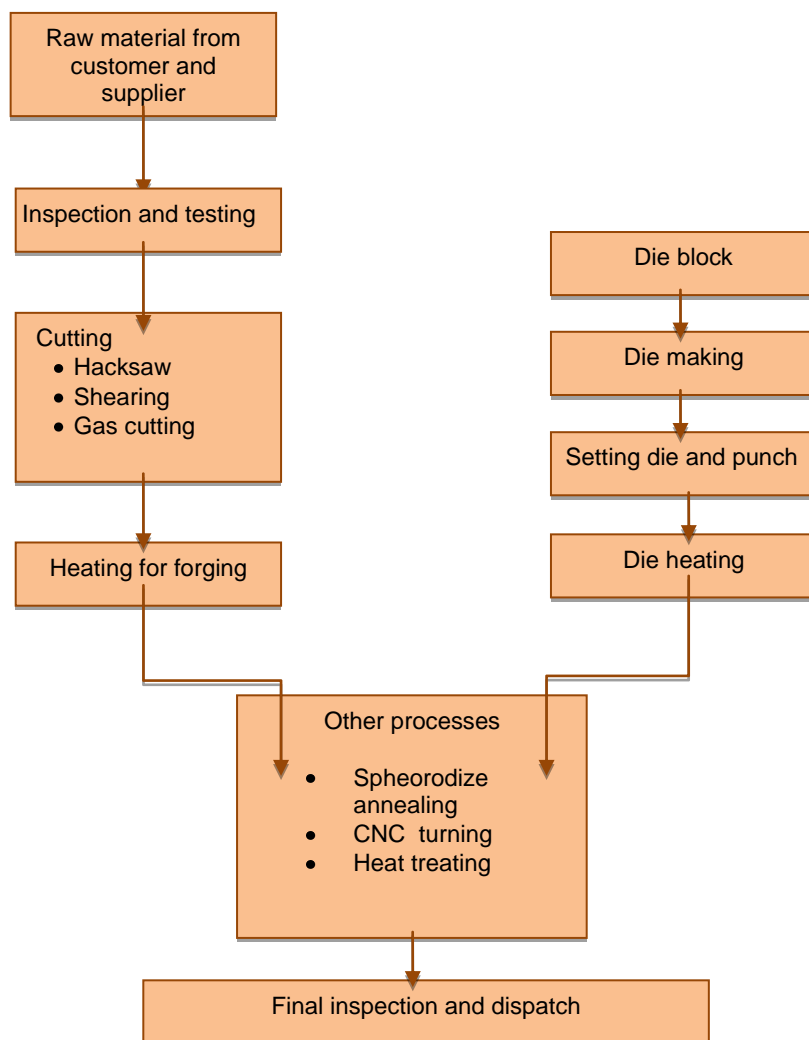 Raw material from
customer and
supplier
Inspection and testing
Cutting
• Hacksaw
• Shearing
• Gas cutting
Heating for forging
Die block
Die making
Setting die and punch
Die heating
Other processes
• Spheorodize
annealing
• CNC turning
• Heat treating
Final inspection and dispatch